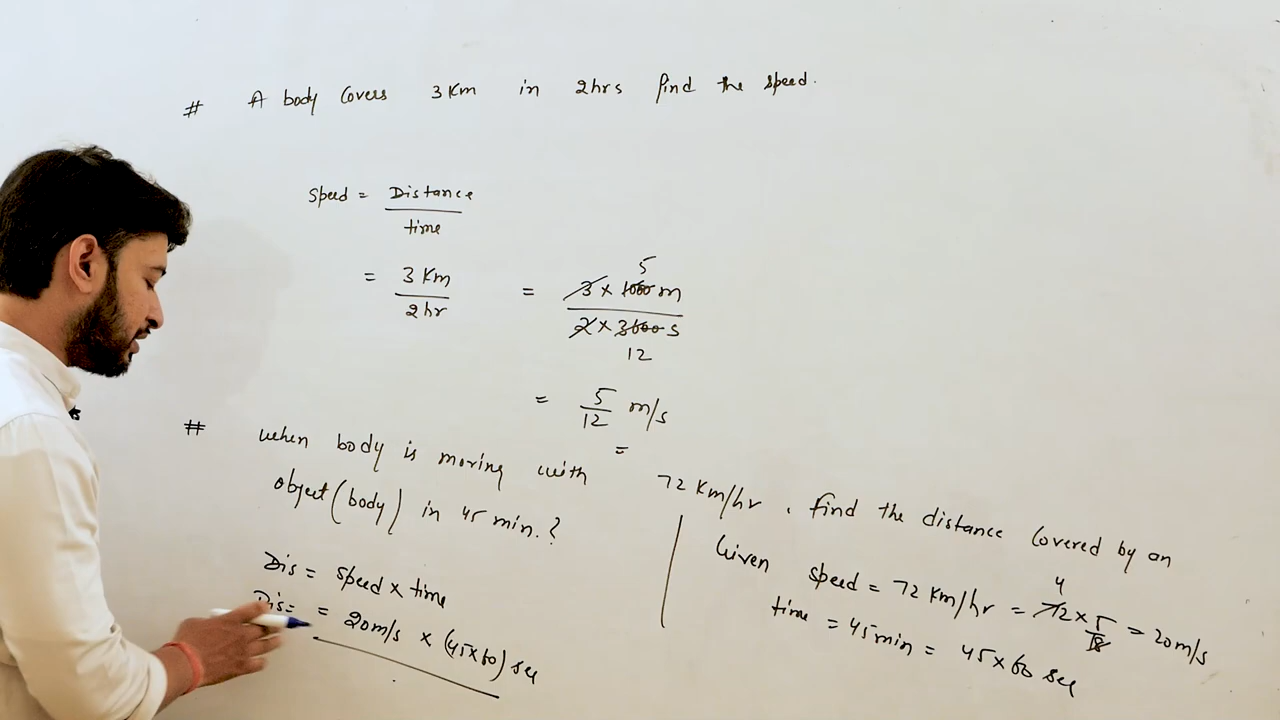 # A body Covers 3 Km in 2 hrs find the speed.
Speed = Distance / time
= 3 Km / 2 hr = 3 × 1000 m / 2 × 3600 s
5
12
= 5/12 m/s
=
# when body is moving with 72 Km/hr . find the distance Covered by an
object (body) in 45 min.?
Dis = speed × time
Dis = = 20 m/s × (45×60) sec
Given speed = 72 Km/hr = 72 × 5/18 = 20 m/s
4
time = 45 min = 45 × 60 sec